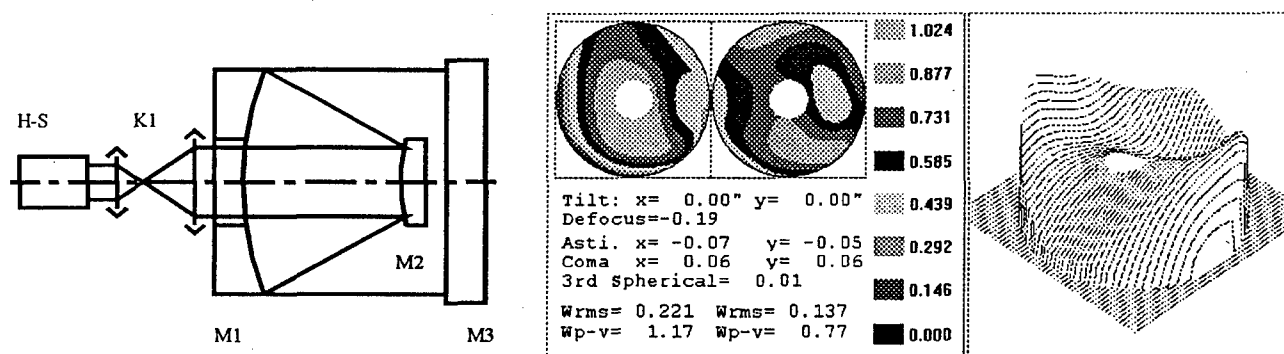 H-S
K1
M2
M1
M3
Tilt: x= 0.00" y= 0.00"
Defocus=-0.19
Asti. x= -0.07 y= -0.05
Coma x= 0.06 y= 0.06
3rd Spherical= 0.01
Wrms= 0.221 Wrms= 0.137
Wp-v= 1.17 Wp-v= 0.77
1.024
0.877
0.731
0.585
0.439
0.292
0.146
0.000